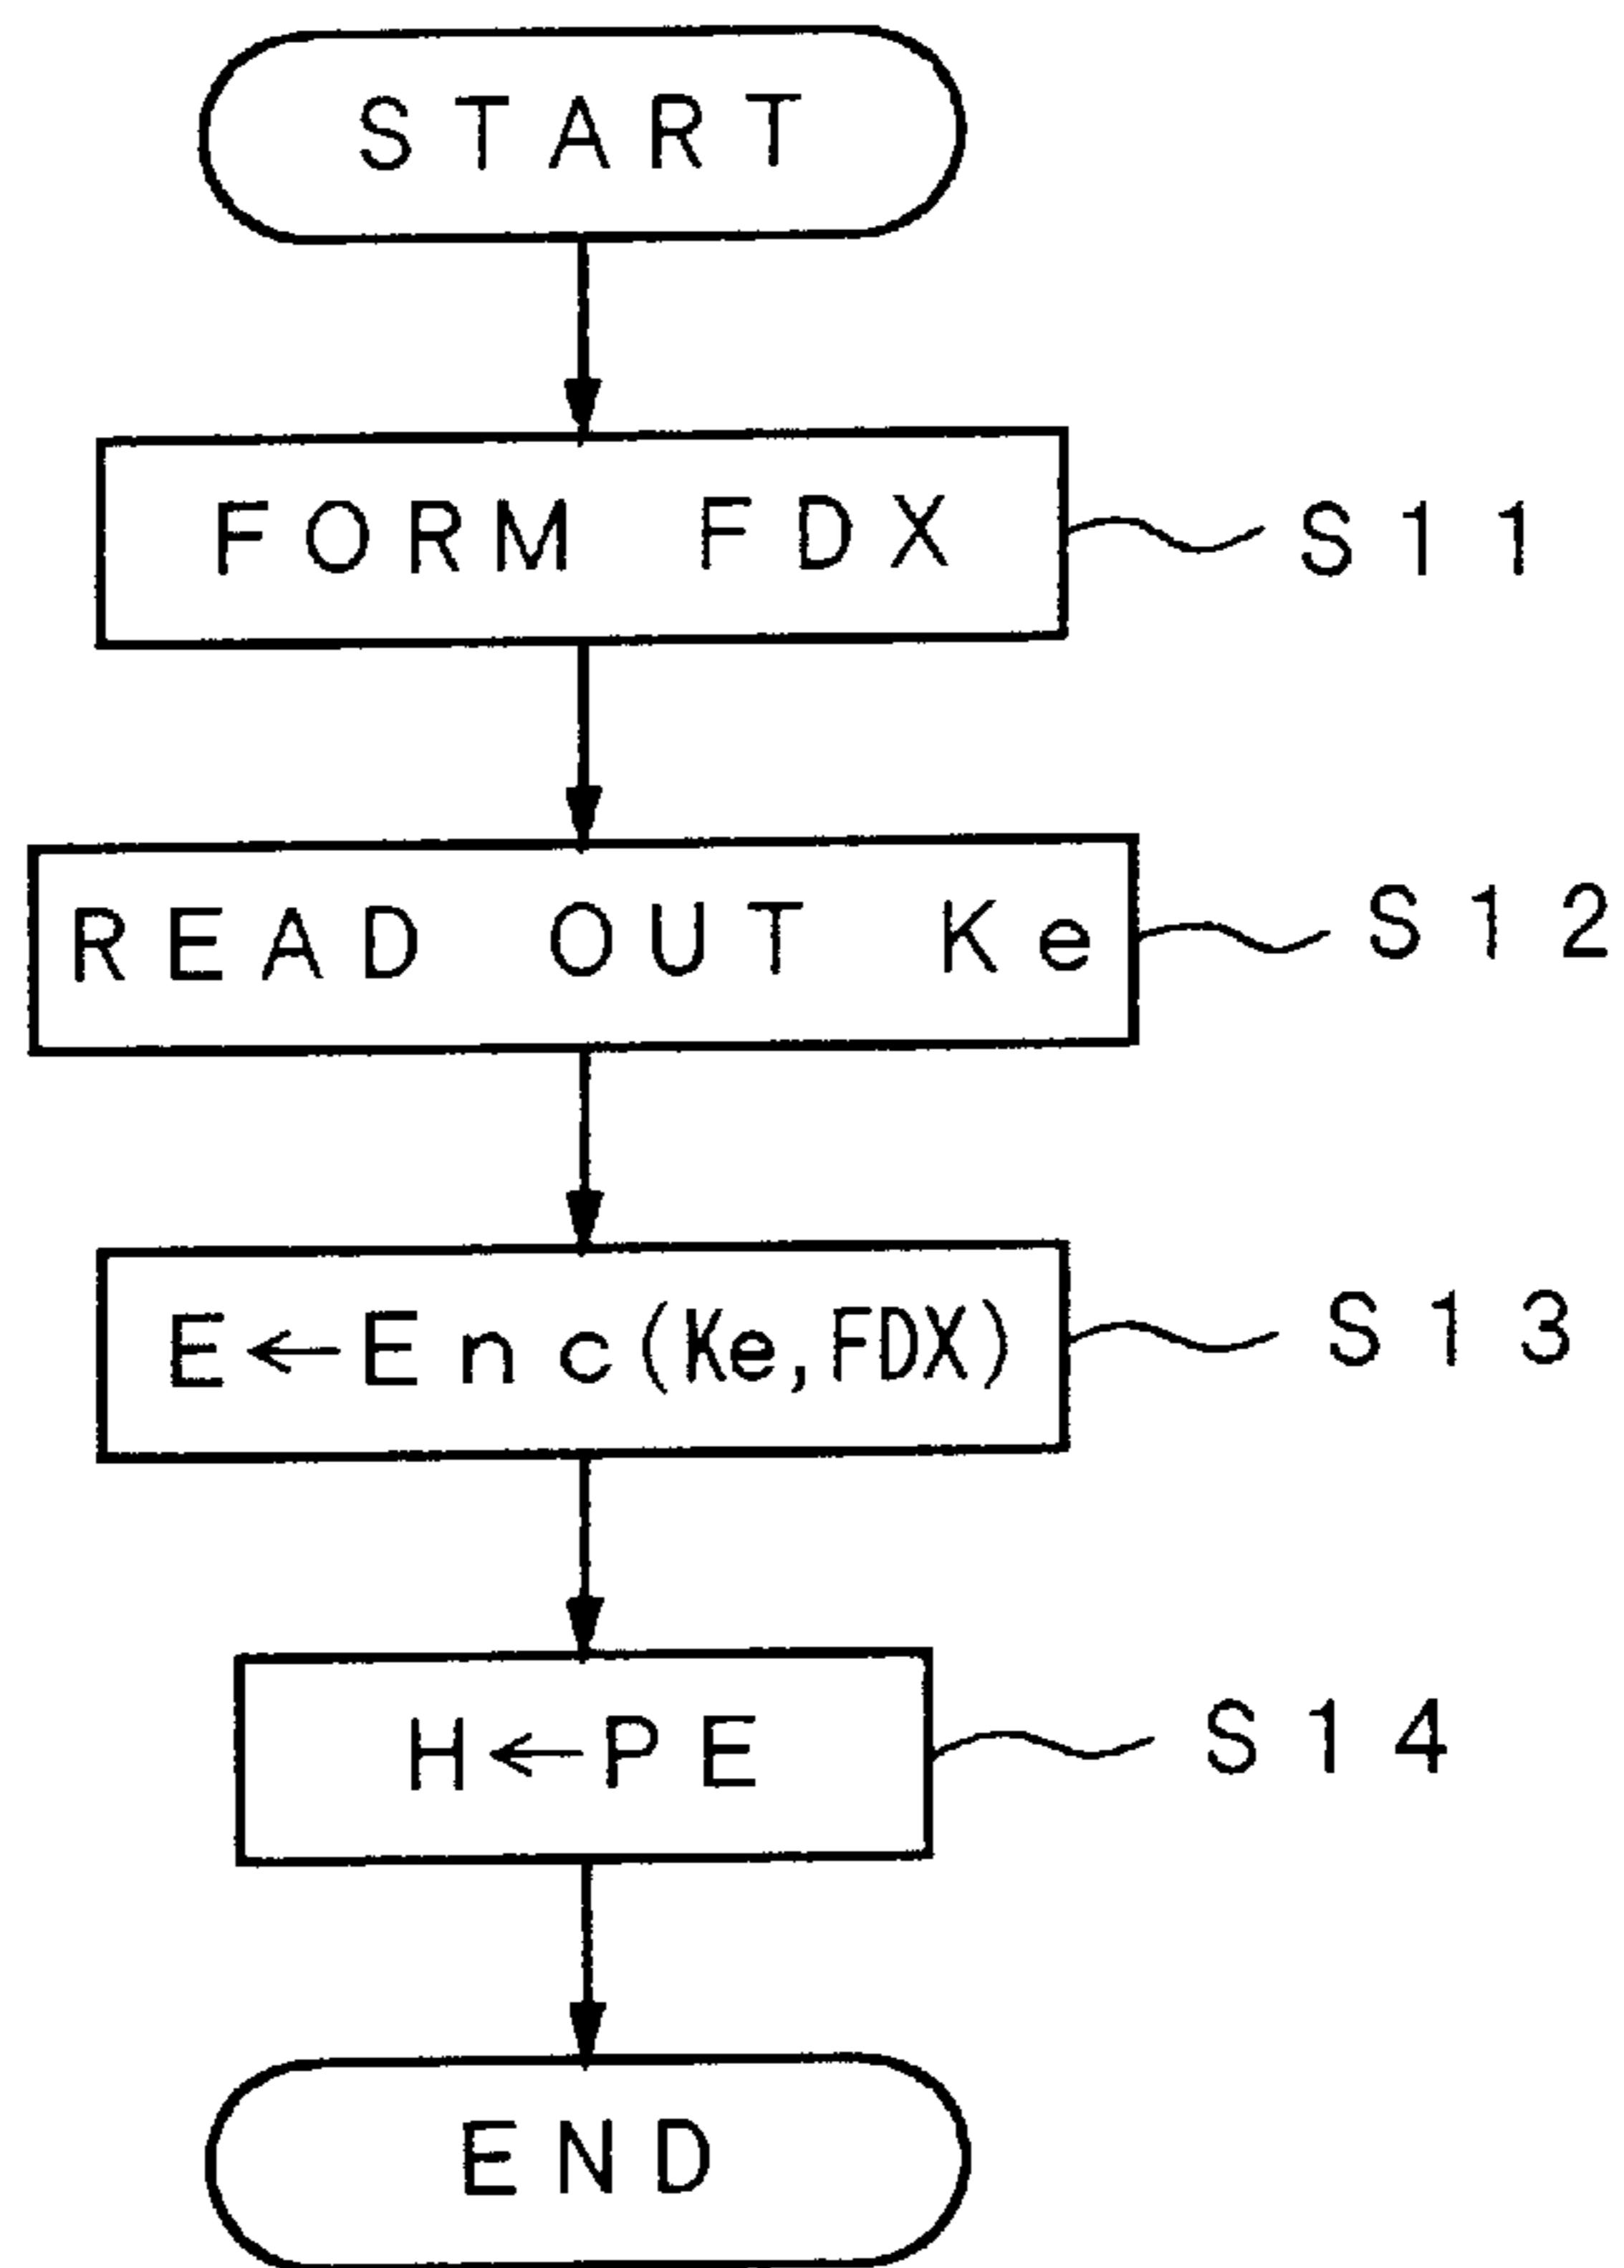 START
FORM FDX
S11
READ OUT Ke
S12
E←Enc(Ke,FDX)
S13
H←PE
S14
END